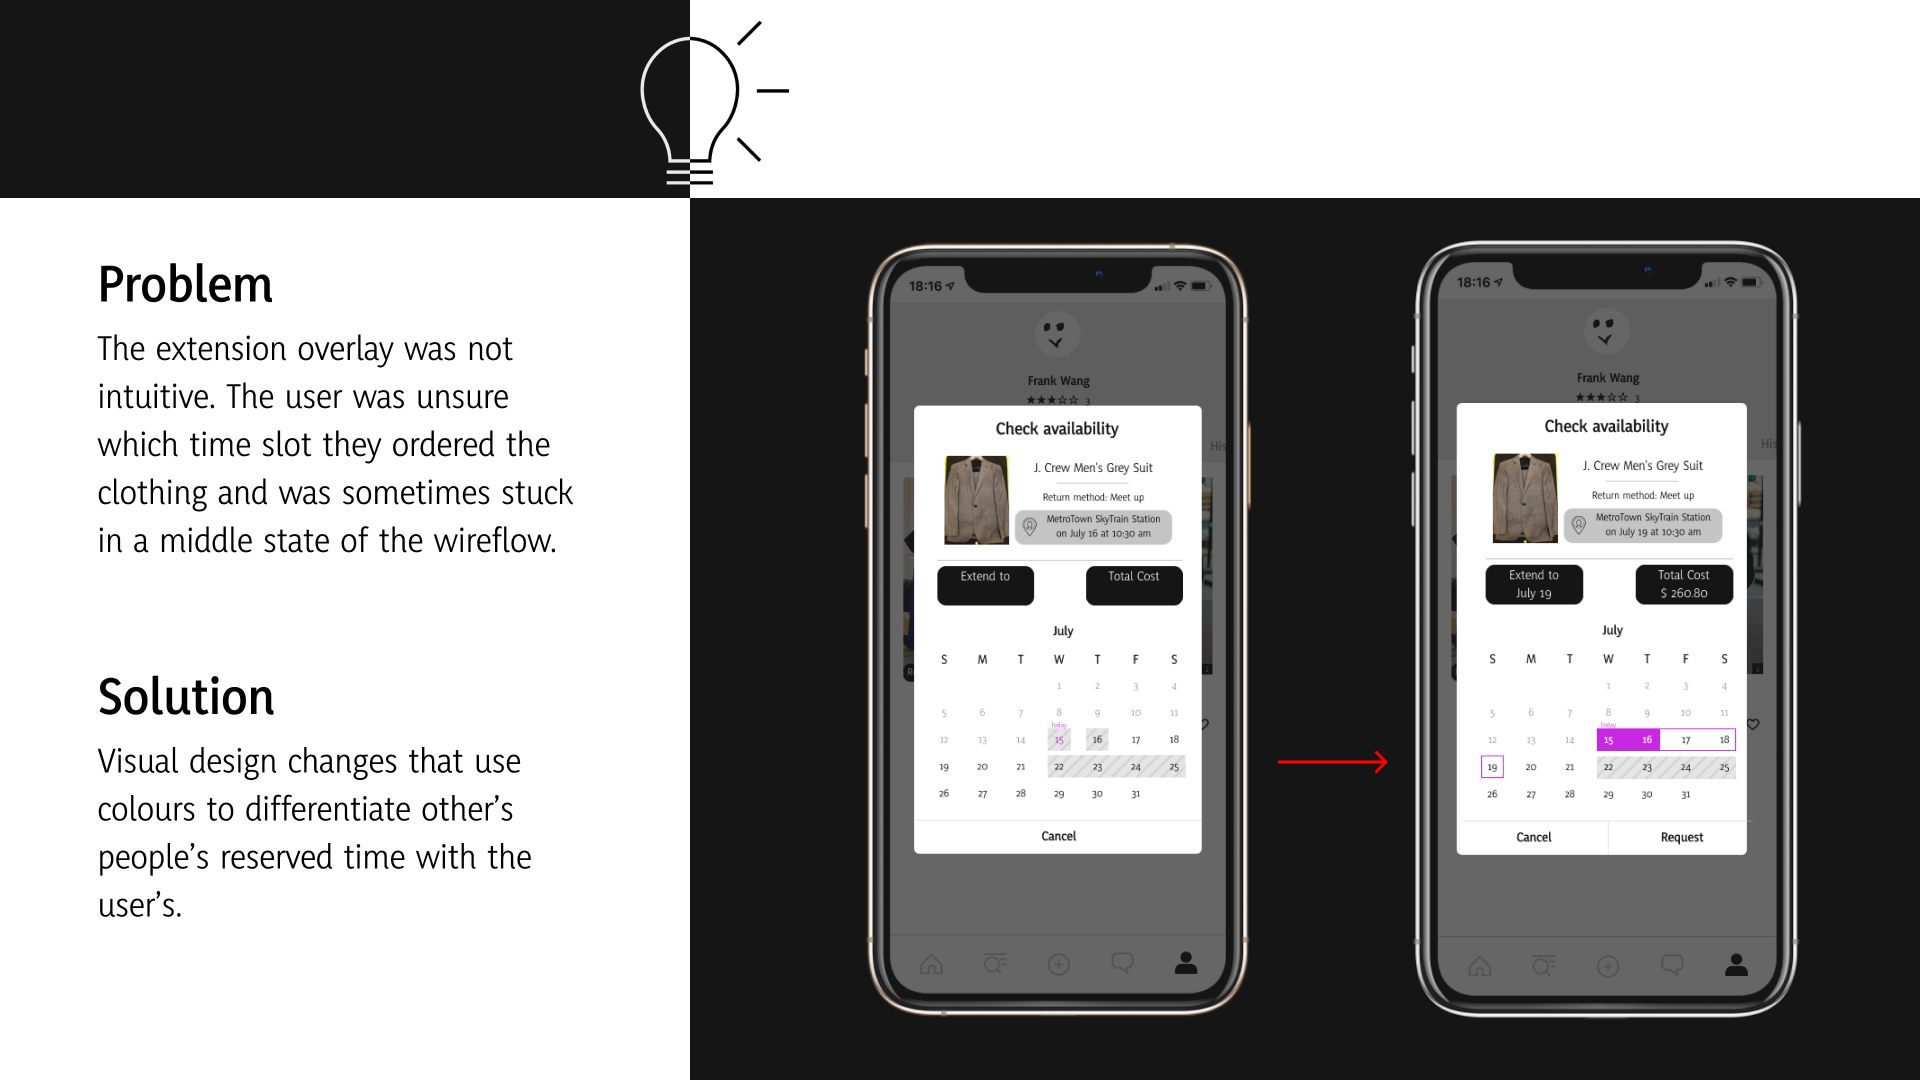 Problem
The extension overlay was not
intuitive. The user was unsure
which time slot they ordered the
clothing and was sometimes stuck
in a middle state of the wireflow.
Solution
Visual design changes that use
colours to differentiate other's
people's reserved time with the
user's.
18:16
Frank Wang
★★★☆☆ 3
His
Check availability
J. Crew Men's Grey Suit
Return method: Meet up
MetroTown SkyTrain Station
on July 16 at 10:30 am
Extend to
Total Cost
July
S M T W T F S
1 2 3 4
5 6 7 8 9 10 11
Today
12 13 14 15 16 17 18
19 20 21 22 23 24 25
26 27 28 29 30 31
Cancel
18:16
Frank Wang
★★★☆☆ 3
His
Check availability
J. Crew Men's Grey Suit
Return method: Meet up
MetroTown SkyTrain Station
on July 19 at 10:30 am
Extend to
July 19
Total Cost
$ 260.80
July
S M T W T F S
1 2 3 4
5 6 7 8 9 10 11
Today
12 13 14 15 16 17 18
19 20 21 22 23 24 25
26 27 28 29 30 31
Cancel Request